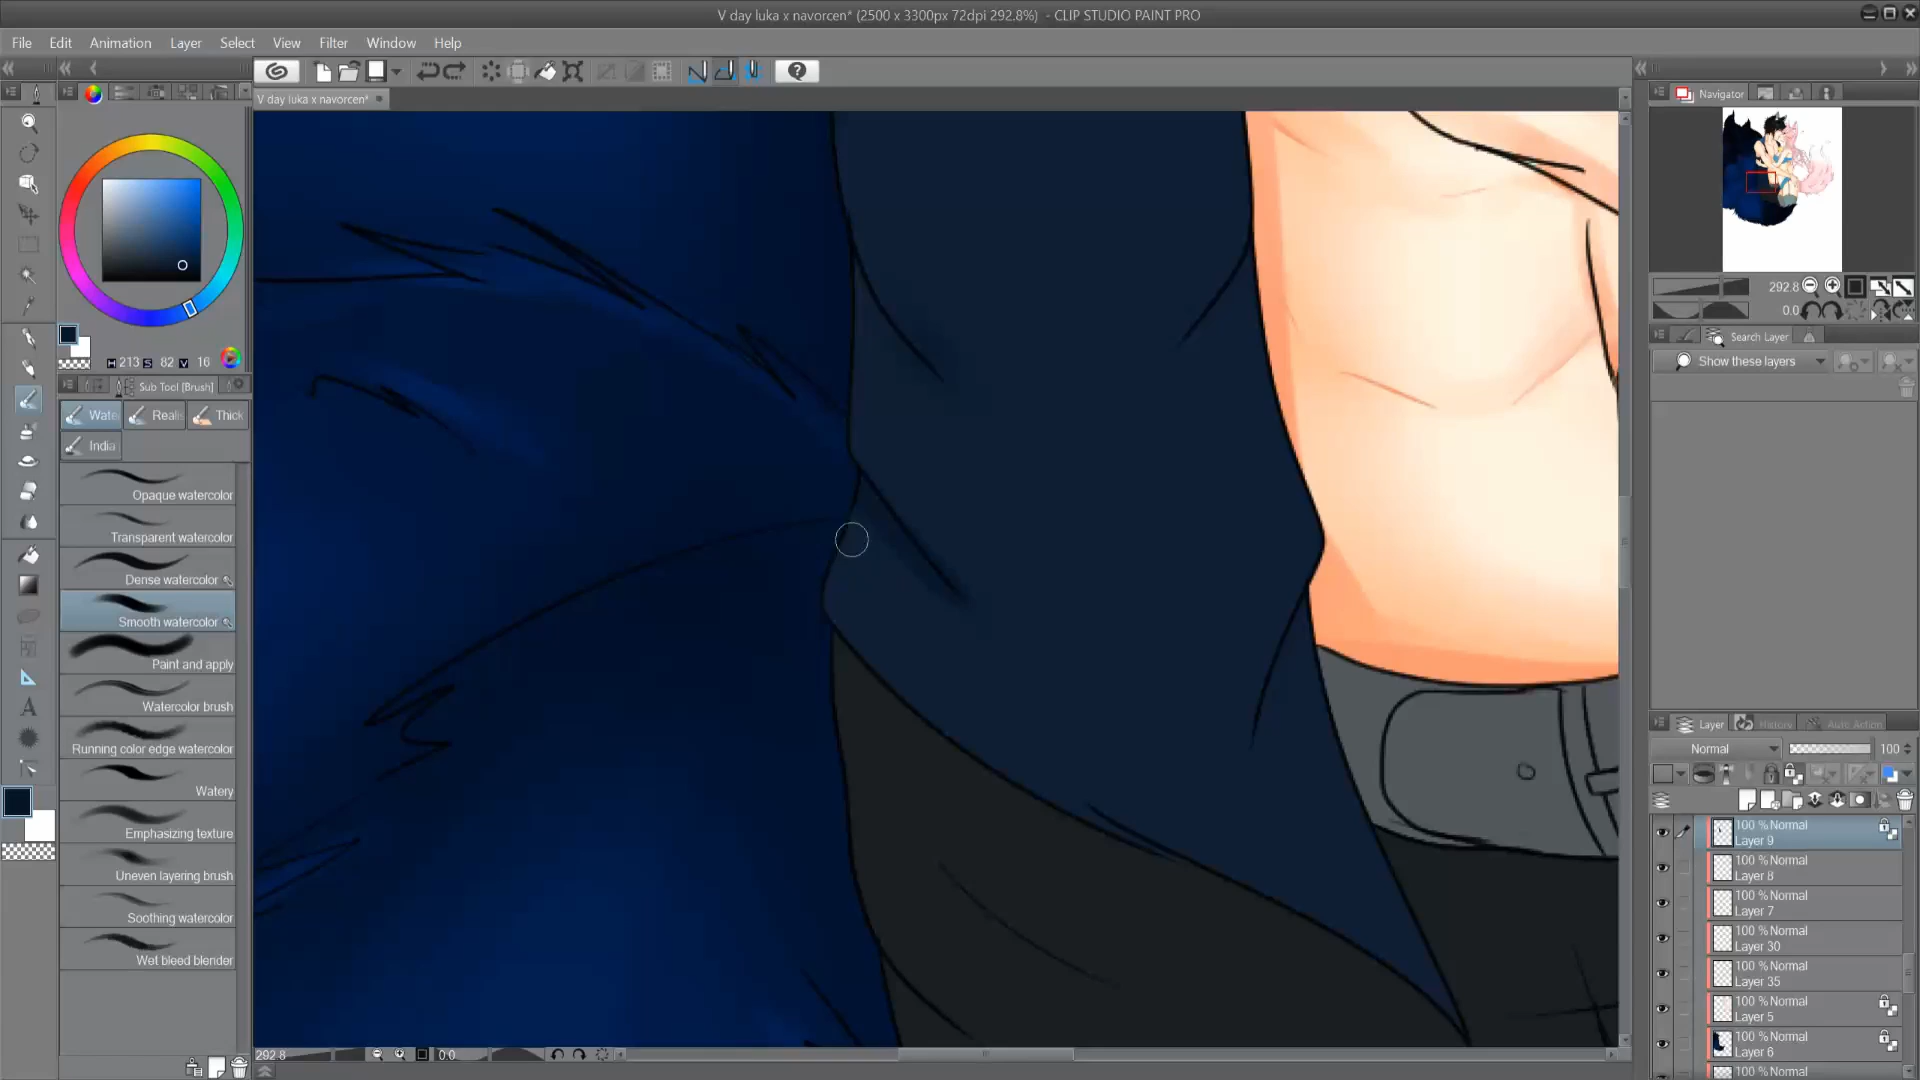 V day luka x navorcen* (2500 x 3300px 72dpi 292.8%) - CLIP STUDIO PAINT PRO
File Edit Animation Layer Select View Filter Window Help
V day luka x navorcen*
Navigator
292.8
0.0
Search Layer
Show these layers
H 213 S 82 V 16
Sub Tool [Brush]
Wate Reali Thick
India
Opaque watercolor
Transparent watercolor
Dense watercolor
Smooth watercolor
Paint and apply
Watercolor brush
Running color edge watercolor
Watery
Emphasizing texture
Uneven layering brush
Soothing watercolor
Wet bleed blender
Layer History Auto Action
Normal 100
100 % Normal
Layer 9
100 % Normal
Layer 8
100 % Normal
Layer 7
100 % Normal
Layer 30
100 % Normal
Layer 35
100 % Normal
Layer 5
100 % Normal
Layer 6
100 % Normal
292.8 0.0